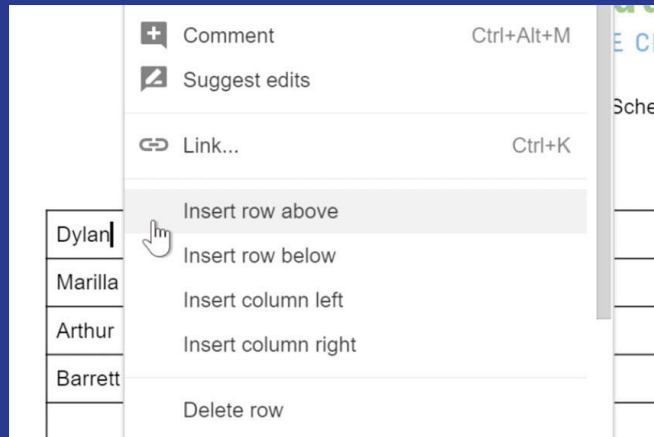 Comment Ctrl+Alt+M
Suggest edits
Link... Ctrl+K
Insert row above
Dylan
Insert row below
Marilla
Insert column left
Arthur
Insert column right
Barrett
Delete row